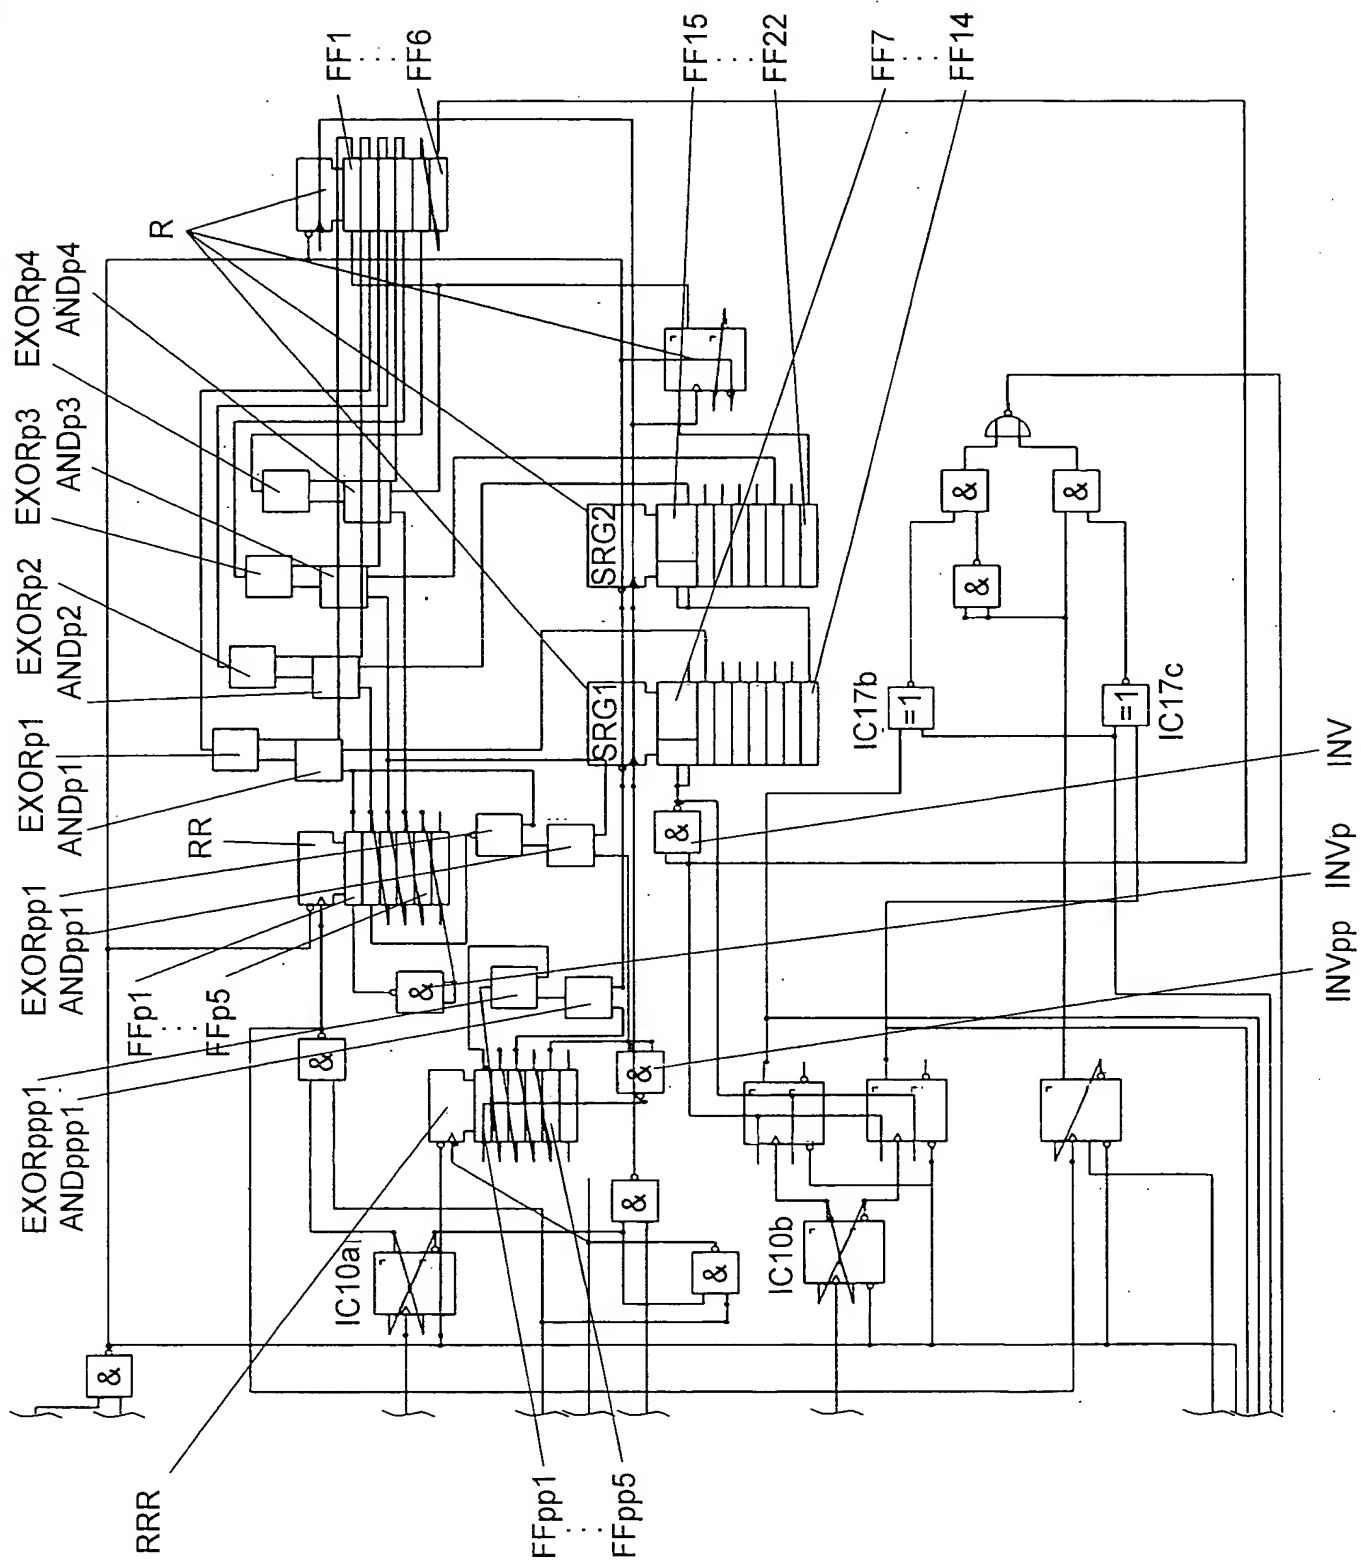 EXORp4
ANDp4
EXORp3
ANDp3
EXORp2
ANDp2
EXORp1
ANDp1
EXORpp1
ANDpp1
FFp1
.....
FFp5
EXORppp1
ANDppp1
RRR
RR
R
FF1
.....
FF6
FF15
.....
FF22
FF7
.....
FF14
SRG2
SRG1
&
&
&
&
&
&
&
&
&
&
IC10a
IC10b
IC17b
=1
=1
IC17c
INV
INVp
INVpp
FFpp1
.....
FFpp5